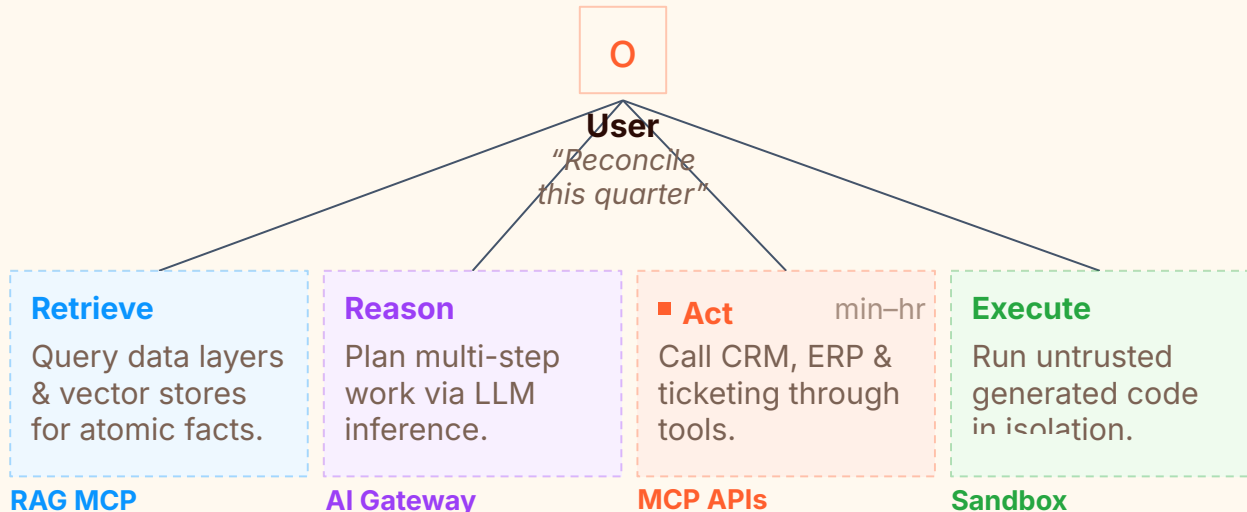 O
User
“Reconcile
this quarter”
Retrieve
Query data layers
& vector stores
for atomic facts.
RAG MCP
Reason
Plan multi-step
work via LLM
inference.
AI Gateway
Act
min–hr
Call CRM, ERP &
ticketing through
tools.
MCP APIs
Execute
Run untrusted
generated code
in isolation.
Sandbox